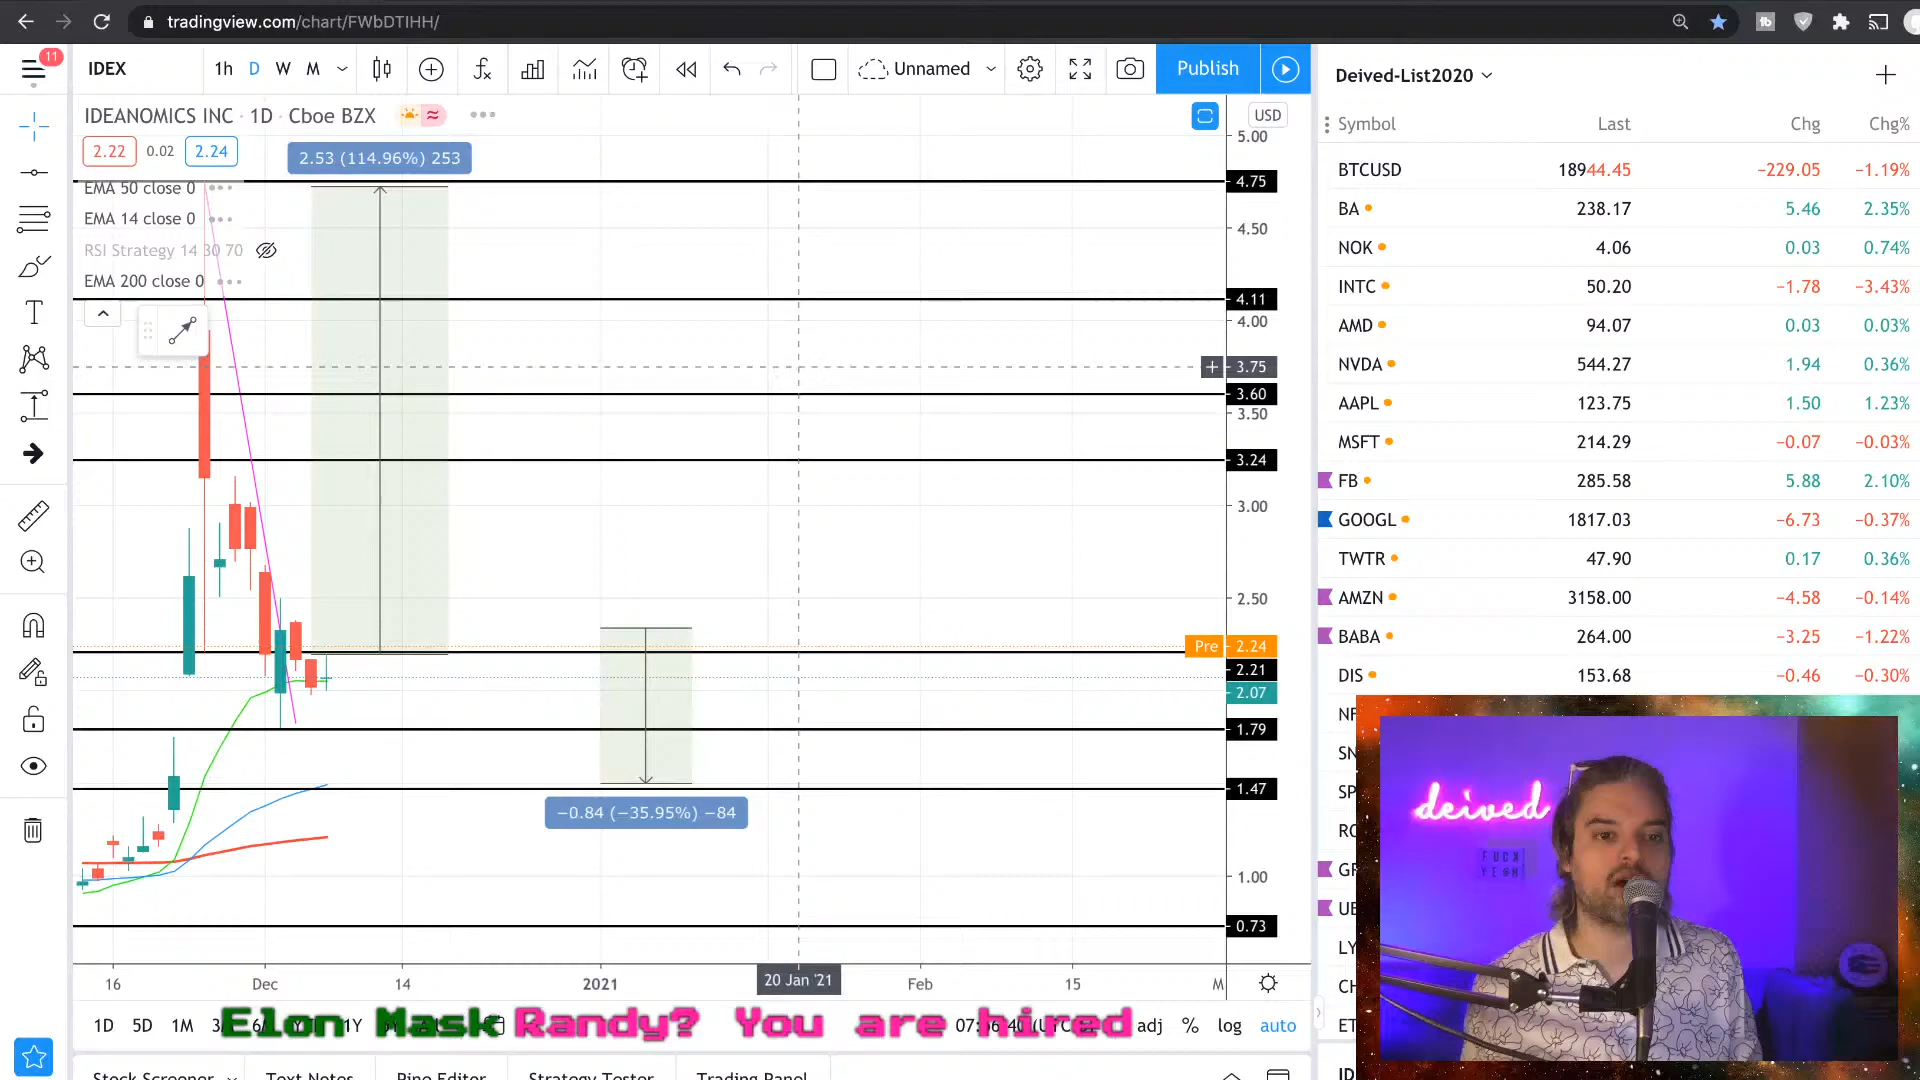 tradingview.com/chart/FWbDTIHH/
11
IDEX
1h D W M
Unnamed
Publish
IDEANOMICS INC · 1D · Cboe BZX
USD
2.22 0.02 2.24
2.53 (114.96%) 253
EMA 50 close 0
EMA 14 close 0
RSI Strategy 14 30 70
EMA 200 close 0
5.00
4.75
4.50
4.11
4.00
3.75
3.60
3.50
3.24
3.00
2.50
Pre 2.24
2.21
2.07
1.79
1.47
1.00
0.73
−0.84 (−35.95%) −84
16 Dec 14 2021 20 Jan '21 Feb 15 M
1D 5D 1M 1Y
adj % log auto
Elon Mask Randy? You are hired
Stock Screener Text Notes Pine Editor Strategy Tester Trading Panel
Deived-List2020
Symbol Last Chg Chg%
BTCUSD 18944.45 −229.05 −1.19%
BA 238.17 5.46 2.35%
NOK 4.06 0.03 0.74%
INTC 50.20 −1.78 −3.43%
AMD 94.07 0.03 0.03%
NVDA 544.27 1.94 0.36%
AAPL 123.75 1.50 1.23%
MSFT 214.29 −0.07 −0.03%
FB 285.58 5.88 2.10%
GOOGL 1817.03 −6.73 −0.37%
TWTR 47.90 0.17 0.36%
AMZN 3158.00 −4.58 −0.14%
BABA 264.00 −3.25 −1.22%
DIS 153.68 −0.46 −0.30%
deived
FUCK
YEAH